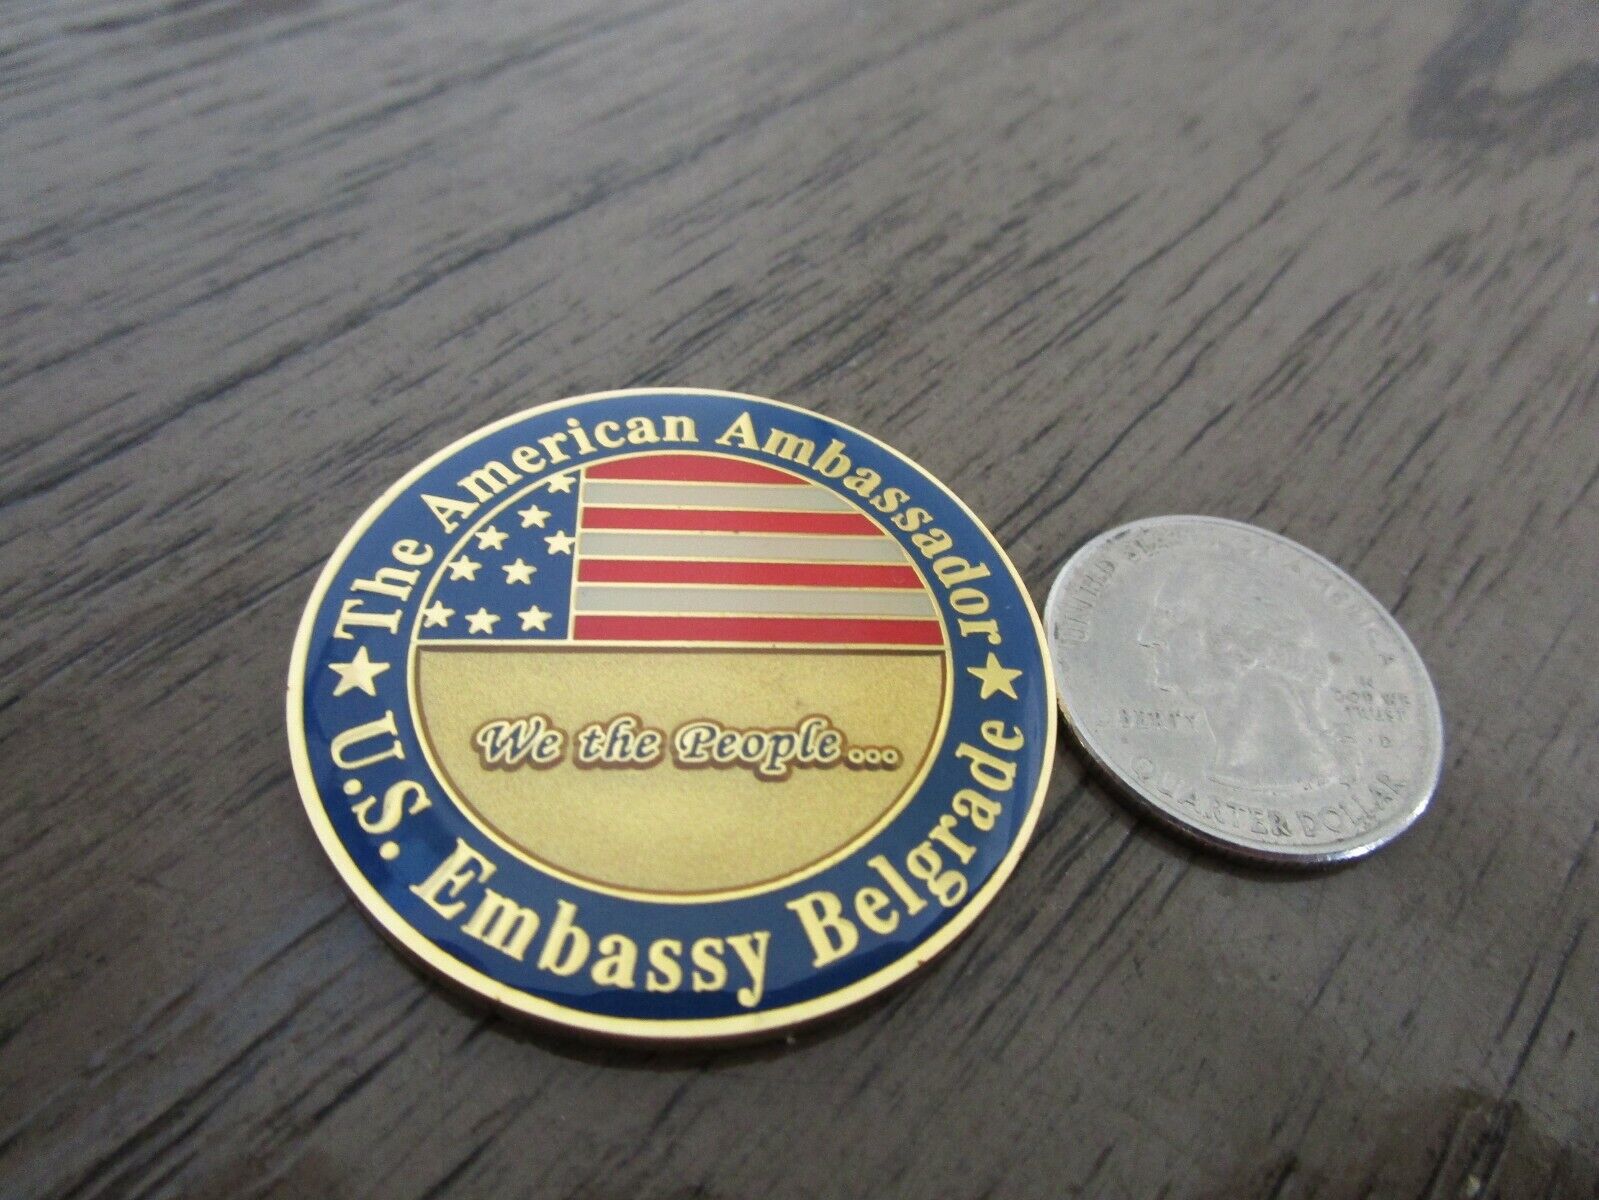 The American Ambassador
We the People...
U.S. Embassy Belgrade
UNITED STATES OF AMERICA
LIBERTY
IN
GOD WE
TRUST
D
QUARTER DOLLAR